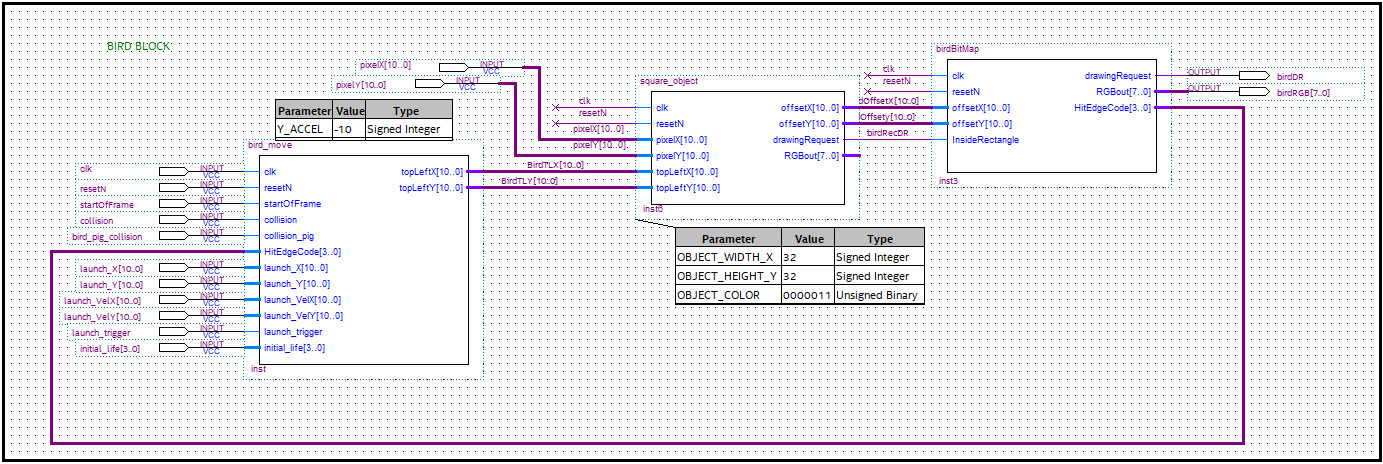 BIRD BLOCK
pixelX[10..0] INPUT VCC
pixelY[10..0] INPUT VCC
Parameter Value Type
Y_ACCEL -10 Signed Integer
bird_move
clk INPUT VCC
resetN INPUT VCC
startOfFrame INPUT VCC
collision INPUT VCC
bird_pig_collision INPUT VCC
launch_X[10..0] INPUT VCC
launch_Y[10..0] INPUT VCC
launch_VelX[10..0] INPUT VCC
launch_VelY[10..0] INPUT VCC
launch_trigger INPUT VCC
initial_life[3..0] INPUT VCC
clk topLeftX[10..0]
resetN topLeftY[10..0]
startOfFrame
collision
collision_pig
HitEdgeCode[3..0]
launch_X[10..0]
launch_Y[10..0]
launch_VelX[10..0]
launch_VelY[10..0]
launch_trigger
initial_life[3..0]
inst
BirdTLX[10..0]
BirdTLY[10..0]
square_object
clk
resetN
pixelX[10..0]
pixelY[10..0]
clk offsetX[10..0]
resetN offsetY[10..0]
pixelX[10..0] drawingRequest
pixelY[10..0] RGBout[7..0]
topLeftX[10..0]
topLeftY[10..0]
inst6
Parameter Value Type
OBJECT_WIDTH_X 32 Signed Integer
OBJECT_HEIGHT_Y 32 Signed Integer
OBJECT_COLOR 0000011 Unsigned Binary
dOffsetX[10..0]
Offsety[10..0]
birdRecDR
birdBitMap
clk
resetN
clk drawingRequest
resetN RGBout[7..0]
offsetX[10..0] HitEdgeCode[3..0]
offsetY[10..0]
InsideRectangle
inst3
OUTPUT birdDR
OUTPUT birdRGB[7..0]